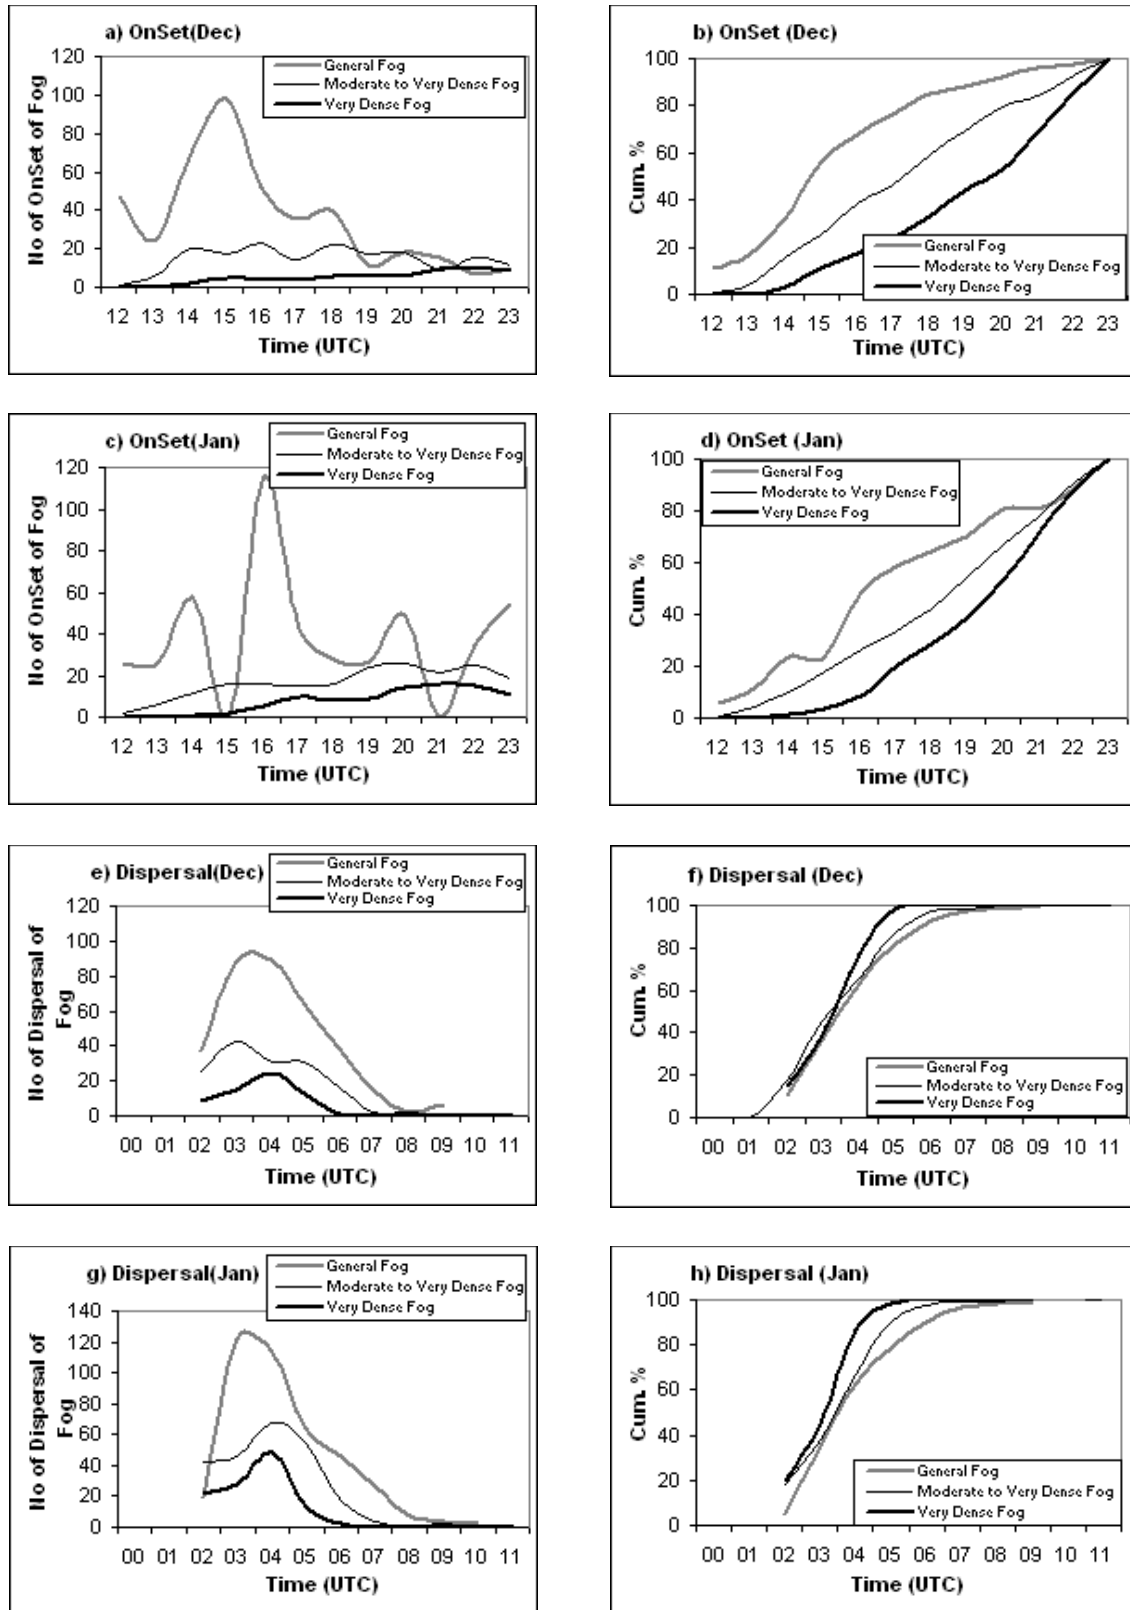 a) OnSet(Dec)
General Fog
Moderate to Very Dense Fog
Very Dense Fog
No of OnSet of Fog
120
100
80
60
40
20
0
12 13 14 15 16 17 18 19 20 21 22 23
Time (UTC)
b) OnSet (Dec)
Cum. %
100
80
60
40
20
0
General Fog
Moderate to Very Dense Fog
Very Dense Fog
12 13 14 15 16 17 18 19 20 21 22 23
Time (UTC)
c) OnSet(Jan)
General Fog
Moderate to Very Dense Fog
Very Dense Fog
No of OnSet of Fog
120
100
80
60
40
20
0
12 13 14 15 16 17 18 19 20 21 22 23
Time (UTC)
d) OnSet (Jan)
General Fog
Moderate to Very Dense Fog
Very Dense Fog
Cum. %
100
80
60
40
20
0
12 13 14 15 16 17 18 19 20 21 22 23
Time (UTC)
e) Dispersal(Dec)
General Fog
Moderate to Very Dense Fog
Very Dense Fog
No of Dispersal of
Fog
120
100
80
60
40
20
0
00 01 02 03 04 05 06 07 08 09 10 11
Time (UTC)
f) Dispersal (Dec)
Cum. %
100
80
60
40
20
0
General Fog
Moderate to Very Dense Fog
Very Dense Fog
00 01 02 03 04 05 06 07 08 09 10 11
Time (UTC)
g) Dispersal(Jan)
General Fog
Moderate to Very Dense Fog
Very Dense Fog
No of Dispersal of
Fog
140
120
100
80
60
40
20
0
00 01 02 03 04 05 06 07 08 09 10 11
Time (UTC)
h) Dispersal (Jan)
Cum. %
100
80
60
40
20
0
General Fog
Moderate to Very Dense Fog
Very Dense Fog
00 01 02 03 04 05 06 07 08 09 10 11
Time (UTC)